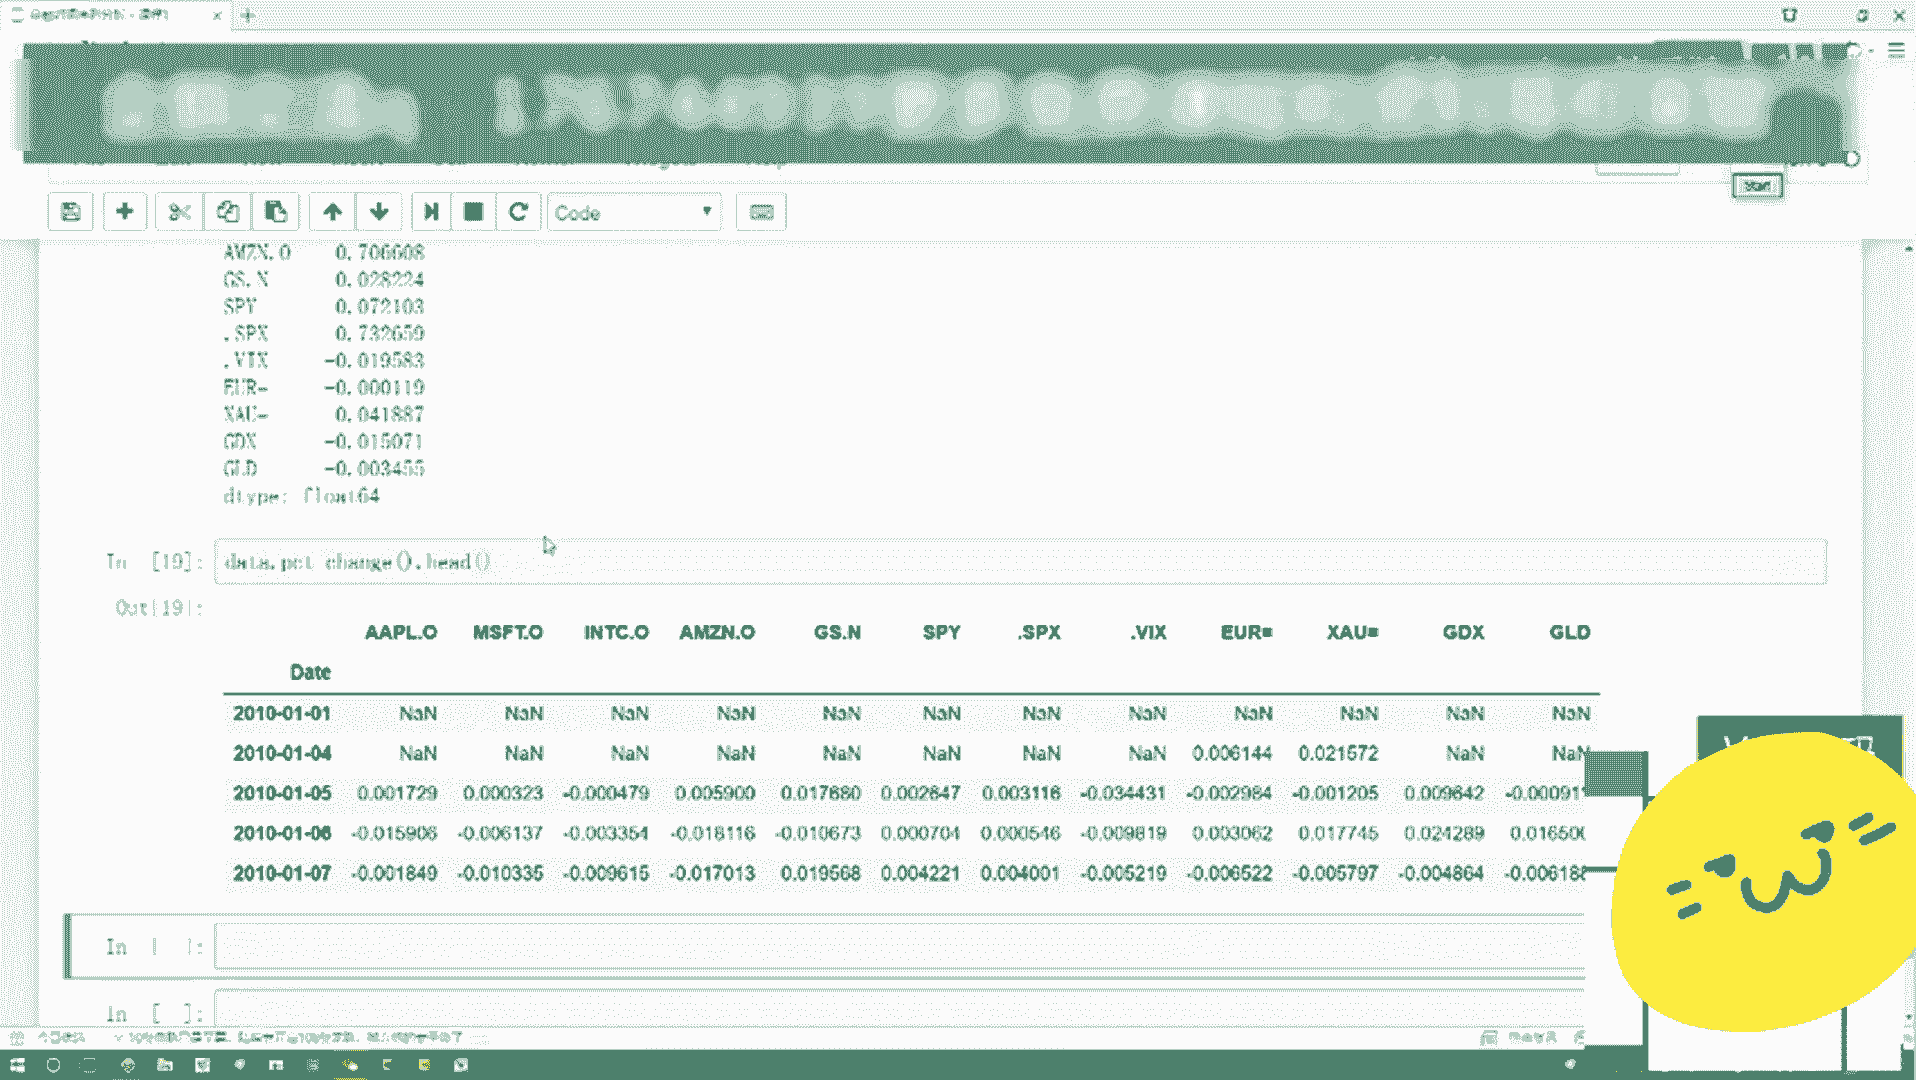 Code
AMZN.O 0.706608
GS.N 0.028224
SPY 0.072103
.SPX 0.732659
.VIX -0.019583
EUR= -0.000119
XAU= 0.041887
GDX -0.015071
GLD -0.003455
dtype: float64
In [19]: data.pct_change().head()
Out[19]:
AAPL.O MSFT.O INTC.O AMZN.O GS.N SPY .SPX .VIX EUR= XAU= GDX GLD
Date
2010-01-01 NaN NaN NaN NaN NaN NaN NaN NaN NaN NaN NaN NaN
2010-01-04 NaN NaN NaN NaN NaN NaN NaN NaN 0.006144 0.021572 NaN NaN
2010-01-05 0.001729 0.000323 -0.000479 0.005900 0.017680 0.002647 0.003116 -0.034431 -0.002984 -0.001205 0.009642 -0.00091
2010-01-06 -0.015906 -0.006137 -0.003354 -0.018116 -0.010673 0.000704 0.000546 -0.009819 0.003062 0.017745 0.024289 0.01650
2010-01-07 -0.001849 -0.010335 -0.009615 -0.017013 0.019568 0.004221 0.004001 -0.005219 -0.006522 -0.005797 -0.004864 -0.00618
In [ ]:
In [ ]: